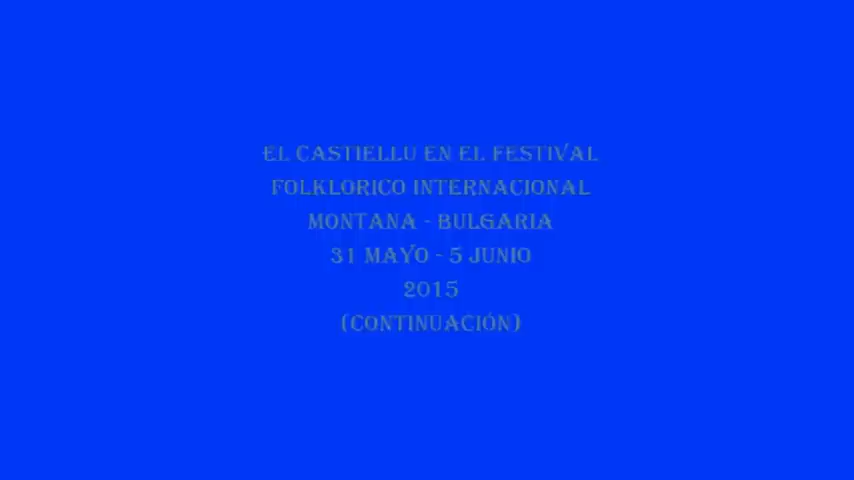 EL CASTIELLU EN EL FESTIVAL
FOLKLORICO INTERNACIONAL
MONTANA - BULGARIA
31 MAYO - 5 JUNIO
2015
(CONTINUACIÓN)